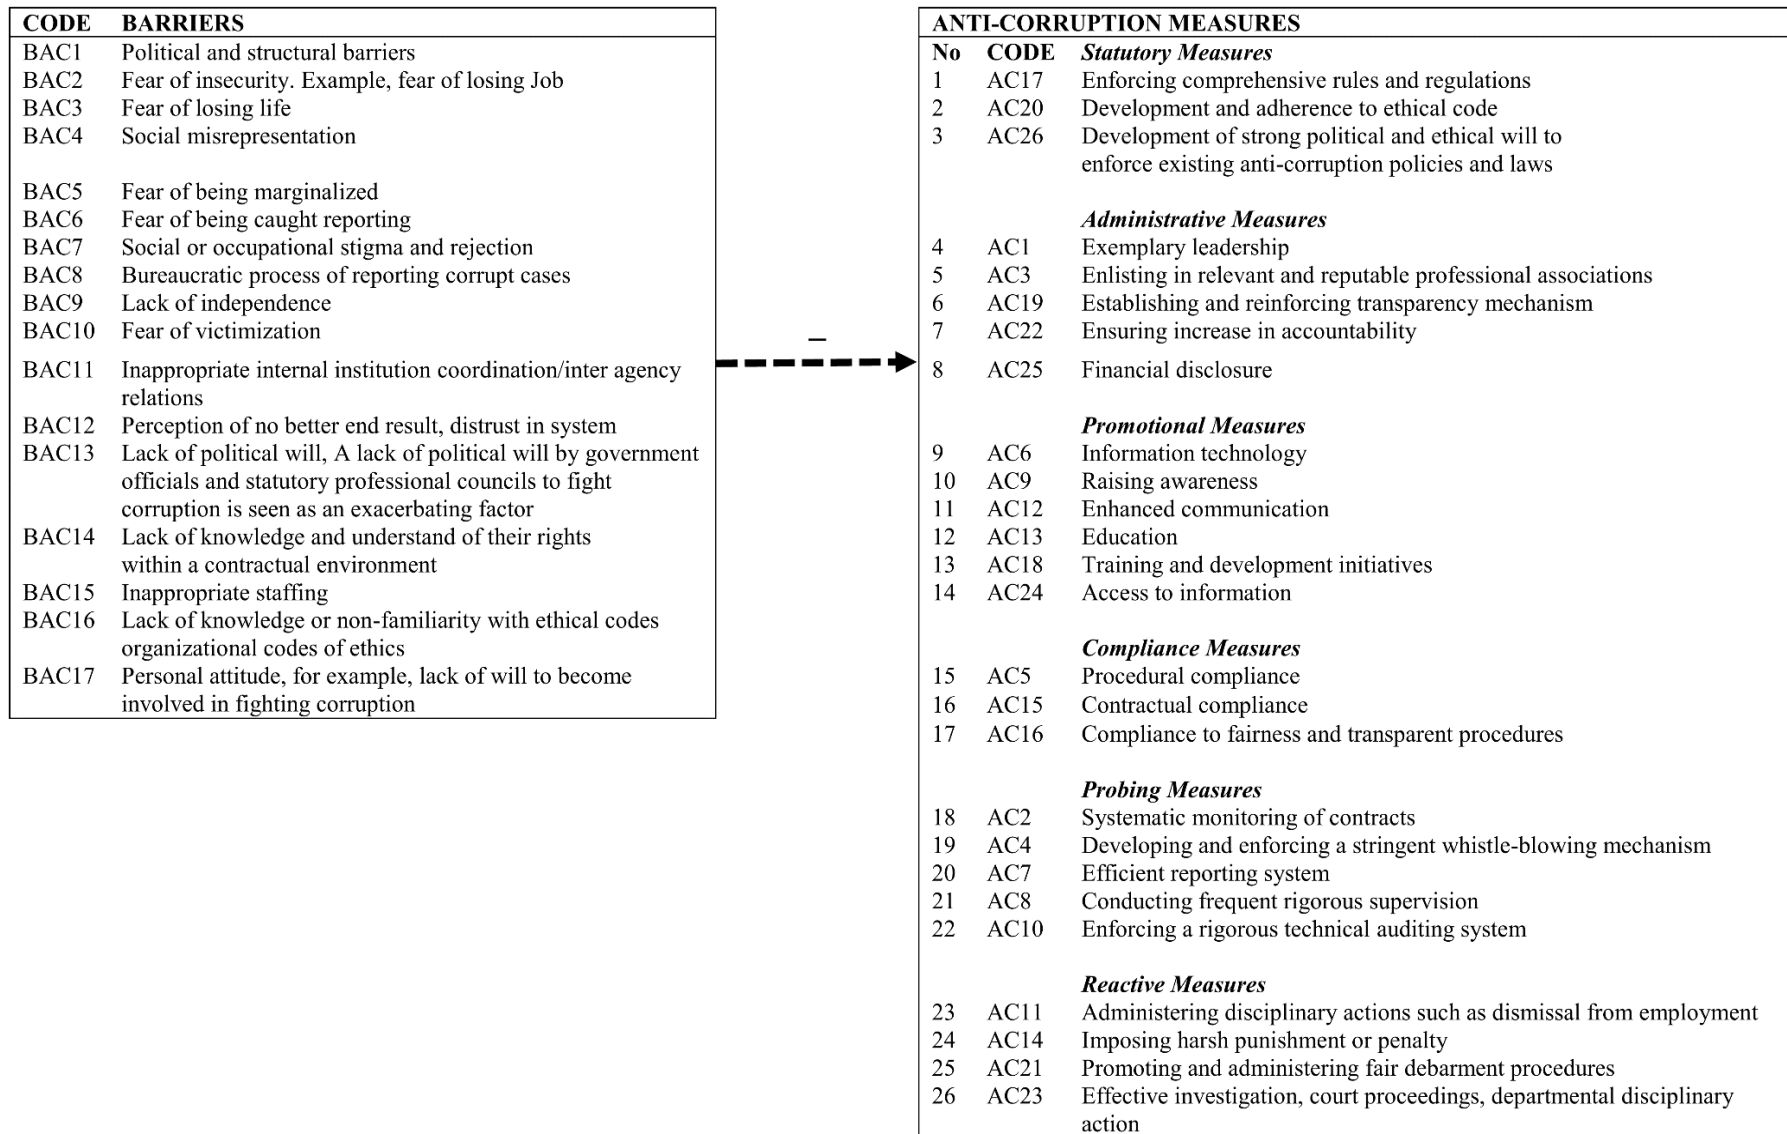 CODE BARRIERS
BAC1 Political and structural barriers
BAC2 Fear of insecurity. Example, fear of losing Job
BAC3 Fear of losing life
BAC4 Social misrepresentation
BAC5 Fear of being marginalized
BAC6 Fear of being caught reporting
BAC7 Social or occupational stigma and rejection
BAC8 Bureaucratic process of reporting corrupt cases
BAC9 Lack of independence
BAC10 Fear of victimization
BAC11 Inappropriate internal institution coordination/inter agency
relations
BAC12 Perception of no better end result, distrust in system
BAC13 Lack of political will, A lack of political will by government
officials and statutory professional councils to fight
corruption is seen as an exacerbating factor
BAC14 Lack of knowledge and understand of their rights
within a contractual environment
BAC15 Inappropriate staffing
BAC16 Lack of knowledge or non-familiarity with ethical codes
organizational codes of ethics
BAC17 Personal attitude, for example, lack of will to become
involved in fighting corruption
–
ANTI-CORRUPTION MEASURES
No CODE Statutory Measures
1 AC17 Enforcing comprehensive rules and regulations
2 AC20 Development and adherence to ethical code
3 AC26 Development of strong political and ethical will to
enforce existing anti-corruption policies and laws
Administrative Measures
4 AC1 Exemplary leadership
5 AC3 Enlisting in relevant and reputable professional associations
6 AC19 Establishing and reinforcing transparency mechanism
7 AC22 Ensuring increase in accountability
8 AC25 Financial disclosure
Promotional Measures
9 AC6 Information technology
10 AC9 Raising awareness
11 AC12 Enhanced communication
12 AC13 Education
13 AC18 Training and development initiatives
14 AC24 Access to information
Compliance Measures
15 AC5 Procedural compliance
16 AC15 Contractual compliance
17 AC16 Compliance to fairness and transparent procedures
Probing Measures
18 AC2 Systematic monitoring of contracts
19 AC4 Developing and enforcing a stringent whistle-blowing mechanism
20 AC7 Efficient reporting system
21 AC8 Conducting frequent rigorous supervision
22 AC10 Enforcing a rigorous technical auditing system
Reactive Measures
23 AC11 Administering disciplinary actions such as dismissal from employment
24 AC14 Imposing harsh punishment or penalty
25 AC21 Promoting and administering fair debarment procedures
26 AC23 Effective investigation, court proceedings, departmental disciplinary
action